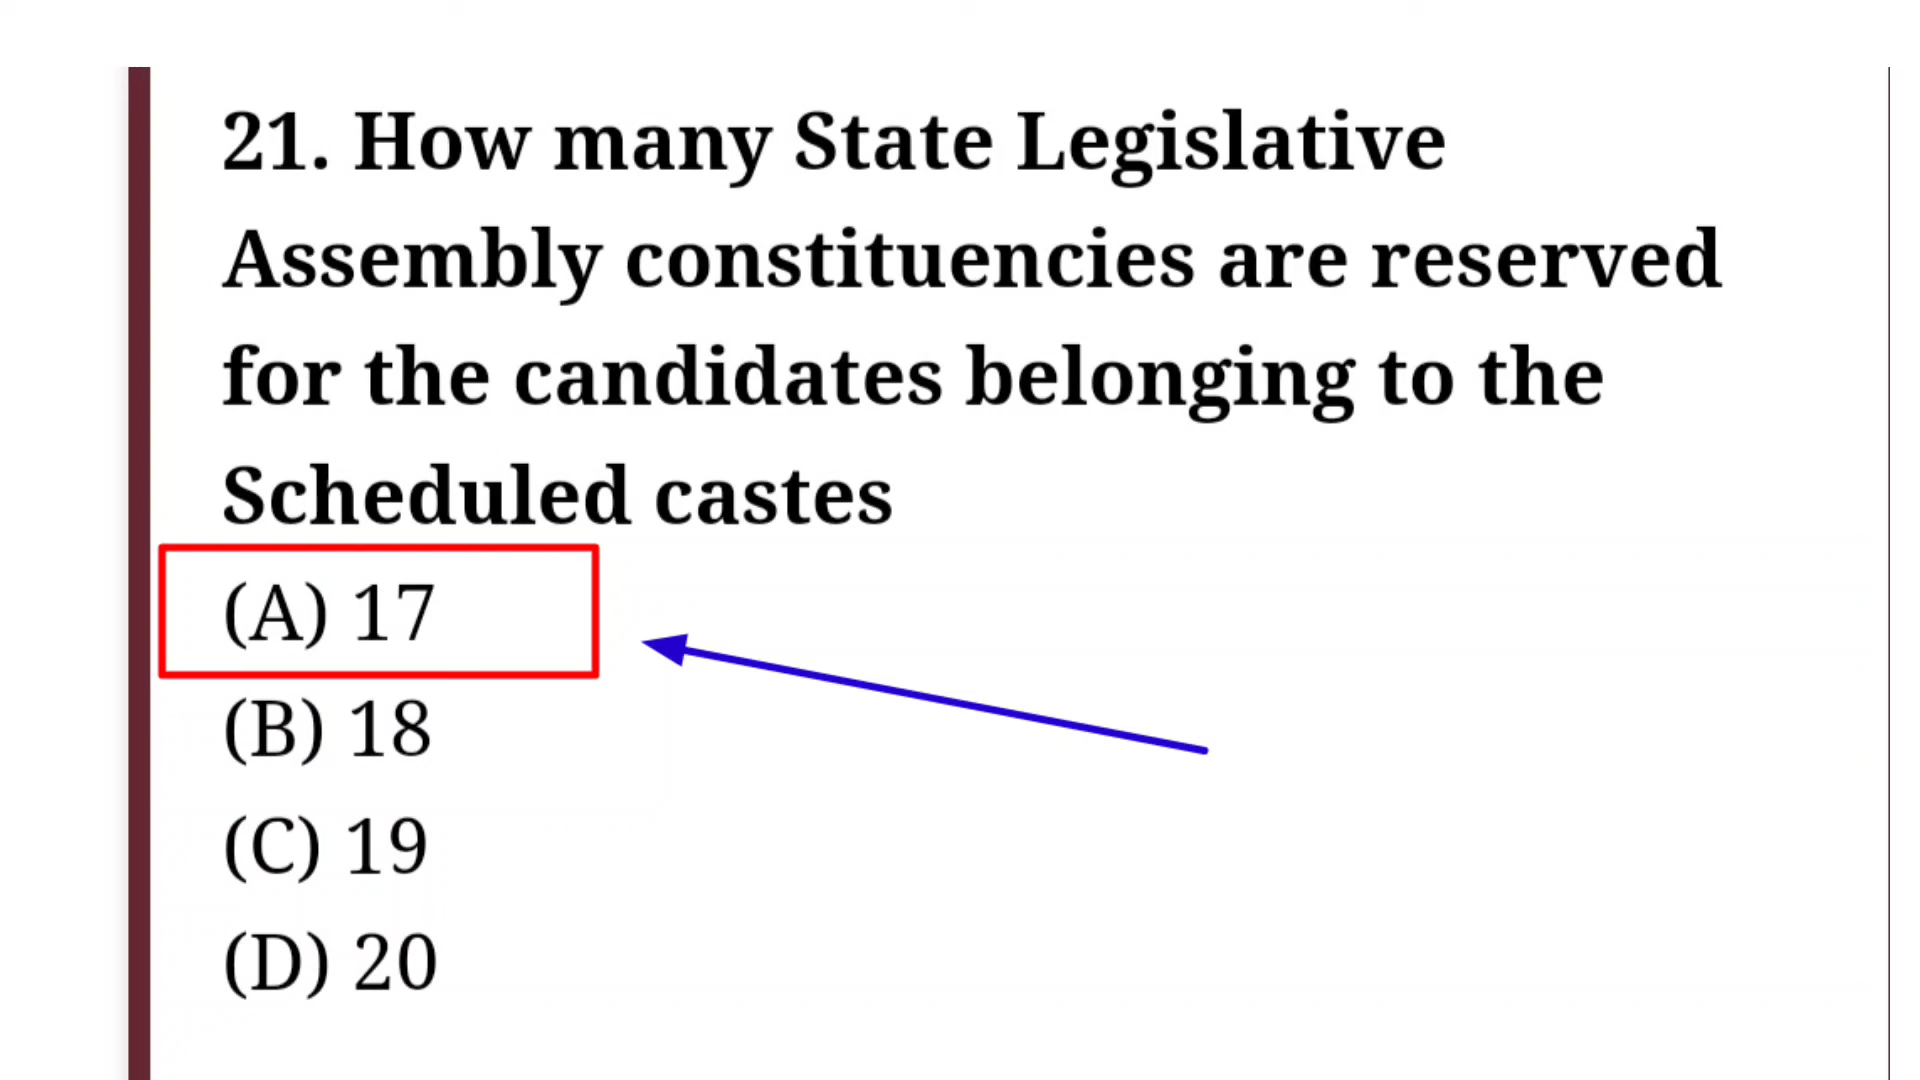 21. How many State Legislative
Assembly constituencies are reserved
for the candidates belonging to the
Scheduled castes
(A) 17
(B) 18
(C) 19
(D) 20